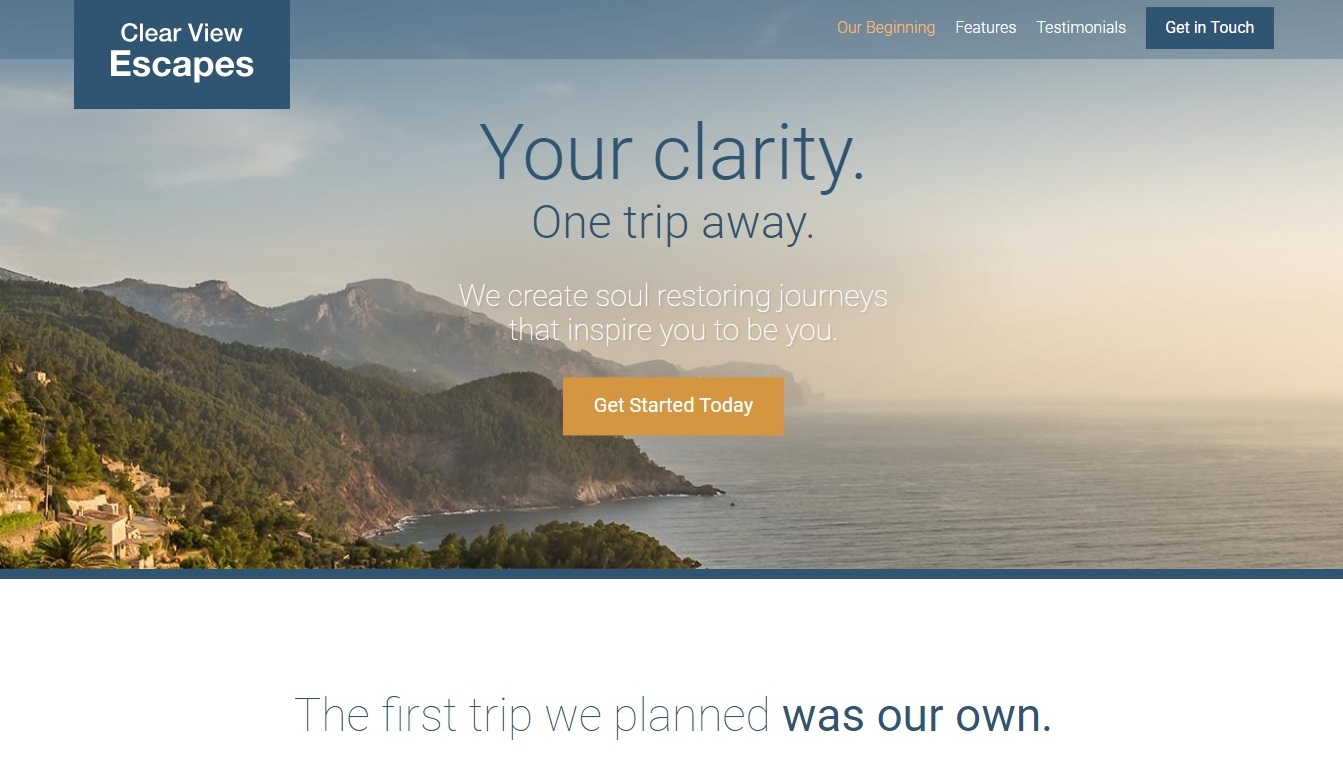 Clear View
Escapes
Our Beginning
Features
Testimonials
Get in Touch
Your clarity.
One trip away.
We create soul restoring journeys
that inspire you to be you.
Get Started Today
The first trip we planned was our own.